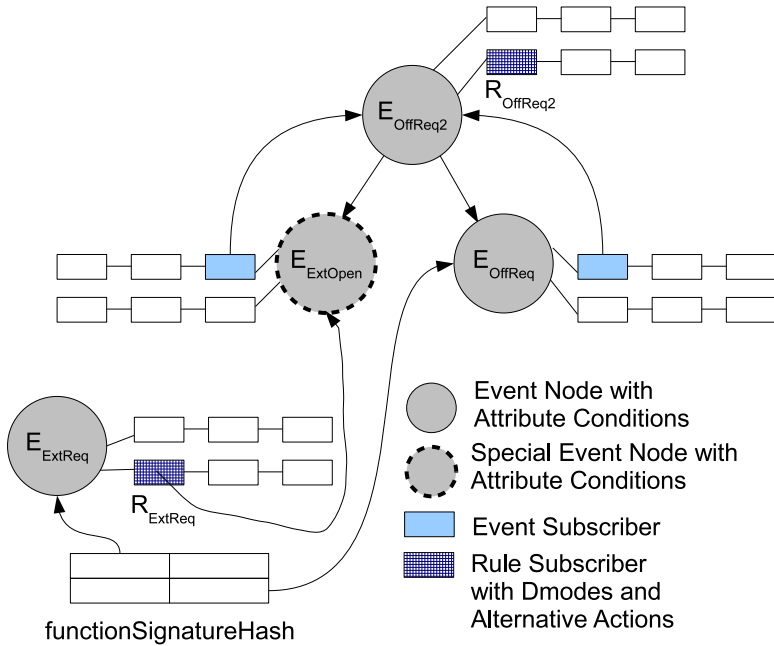 R OffReq2
E OffReq2
E ExtOpen
E OffReq
E ExtReq
R ExtReq
functionSignatureHash
Event Node with
Attribute Conditions
Special Event Node with
Attribute Conditions
Event Subscriber
Rule Subscriber
with Dmodes and
Alternative Actions